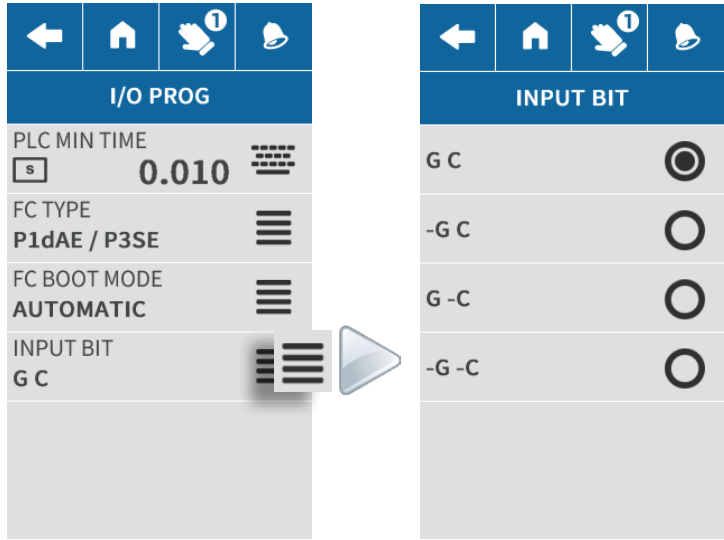 1
I/O PROG
PLC MIN TIME
s 0.010
FC TYPE
P1dAE / P3SE
FC BOOT MODE
AUTOMATIC
INPUT BIT
G C
1
INPUT BIT
G C
-G C
G -C
-G -C